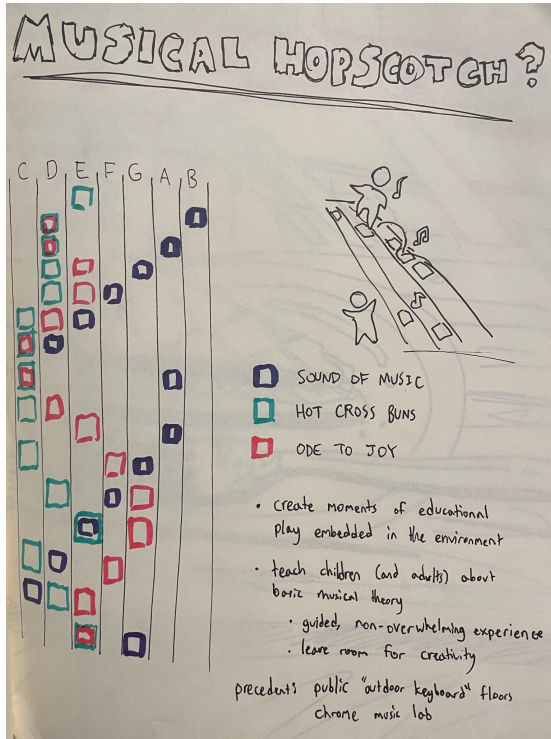 MUSICAL HOPSCOTCH?
C D E F G A B
SOUND OF MUSIC
HOT CROSS BUNS
ODE TO JOY
• create moments of educational
play embedded in the environment
• teach children (and adults) about
basic musical theory
• guided, non-overwhelming experience
• leave room for creativity
precedents public "outdoor keyboard" floors
chrome music lab